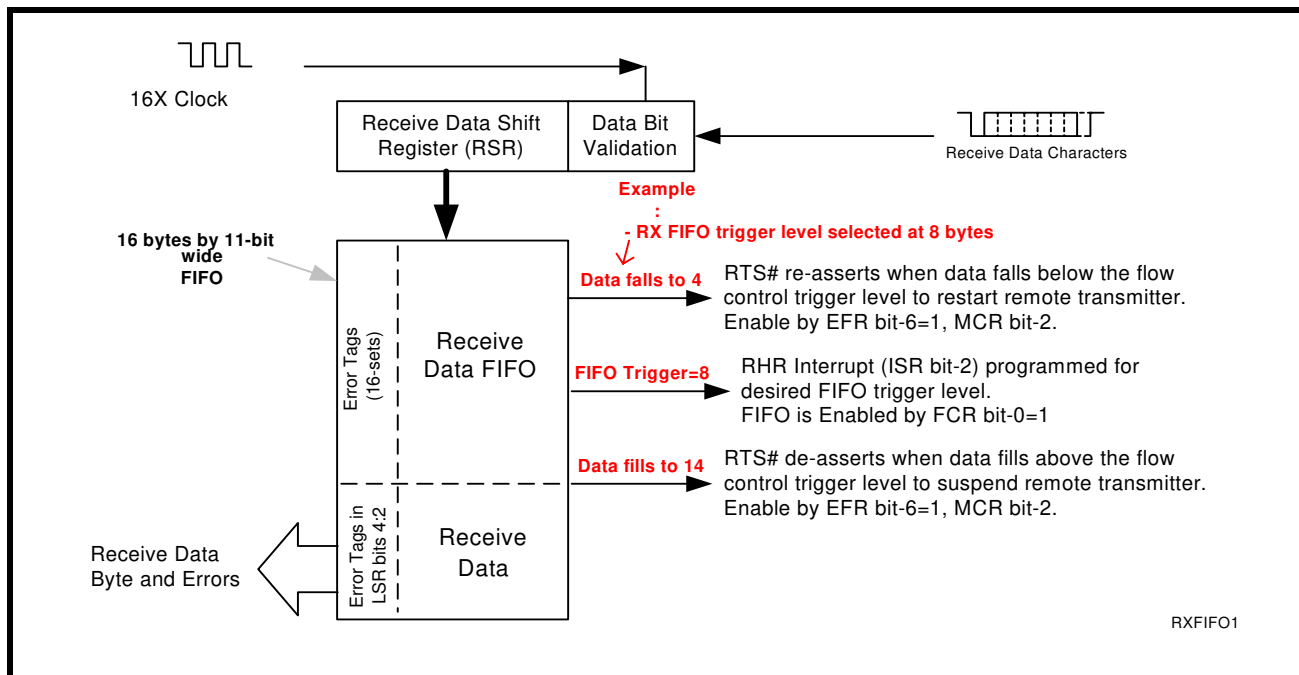 16X Clock
Receive Data Shift
Register (RSR)
Data Bit
Validation
Receive Data Characters
Example
:
- RX FIFO trigger level selected at 8 bytes
16 bytes by 11-bit
wide
FIFO
Data falls to 4
RTS# re-asserts when data falls below the flow
control trigger level to restart remote transmitter.
Enable by EFR bit-6=1, MCR bit-2.
Error Tags
(16-sets)
Receive
Data FIFO
FIFO Trigger=8
RHR Interrupt (ISR bit-2) programmed for
desired FIFO trigger level.
FIFO is Enabled by FCR bit-0=1
Data fills to 14
RTS# de-asserts when data fills above the flow
control trigger level to suspend remote transmitter.
Enable by EFR bit-6=1, MCR bit-2.
Receive Data
Byte and Errors
Error Tags in
LSR bits 4:2
Receive
Data
RXFIFO1